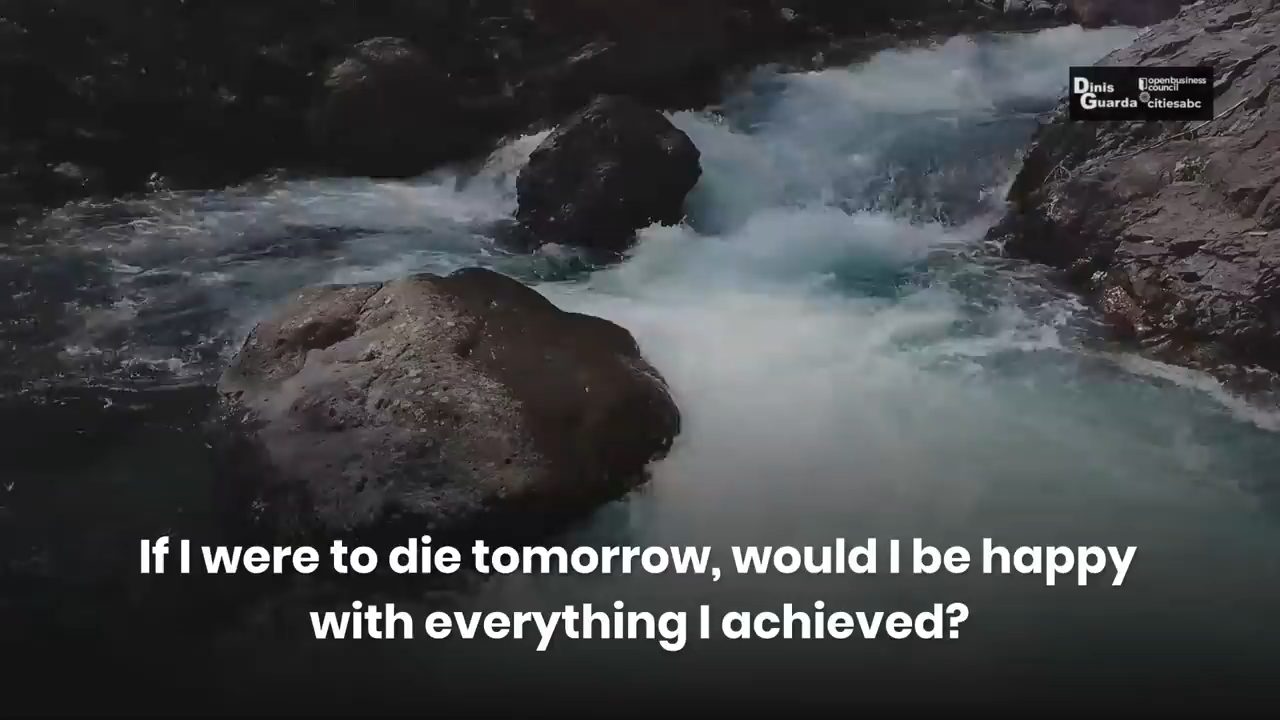 Dinis
Guarda
openbusiness
council
citiesabc
If I were to die tomorrow, would I be happy
with everything I achieved?